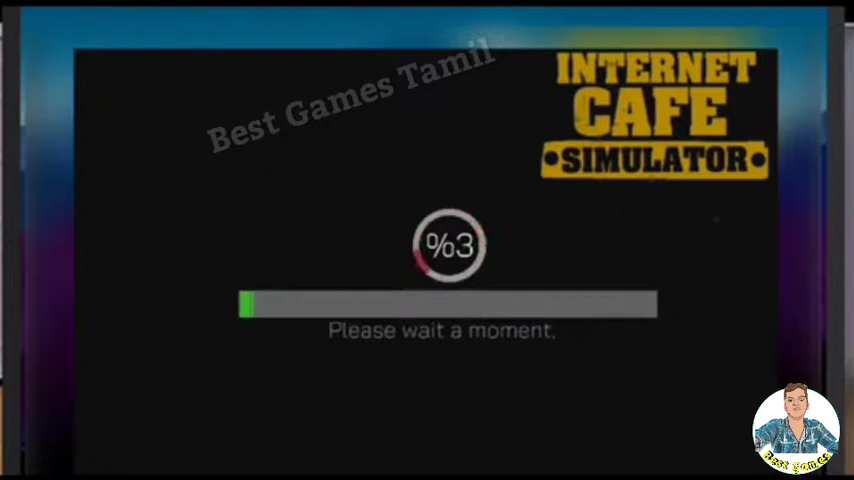 Best Games Tamil
INTERNET
CAFE
SIMULATOR
%3
Please wait a moment.
Best Games